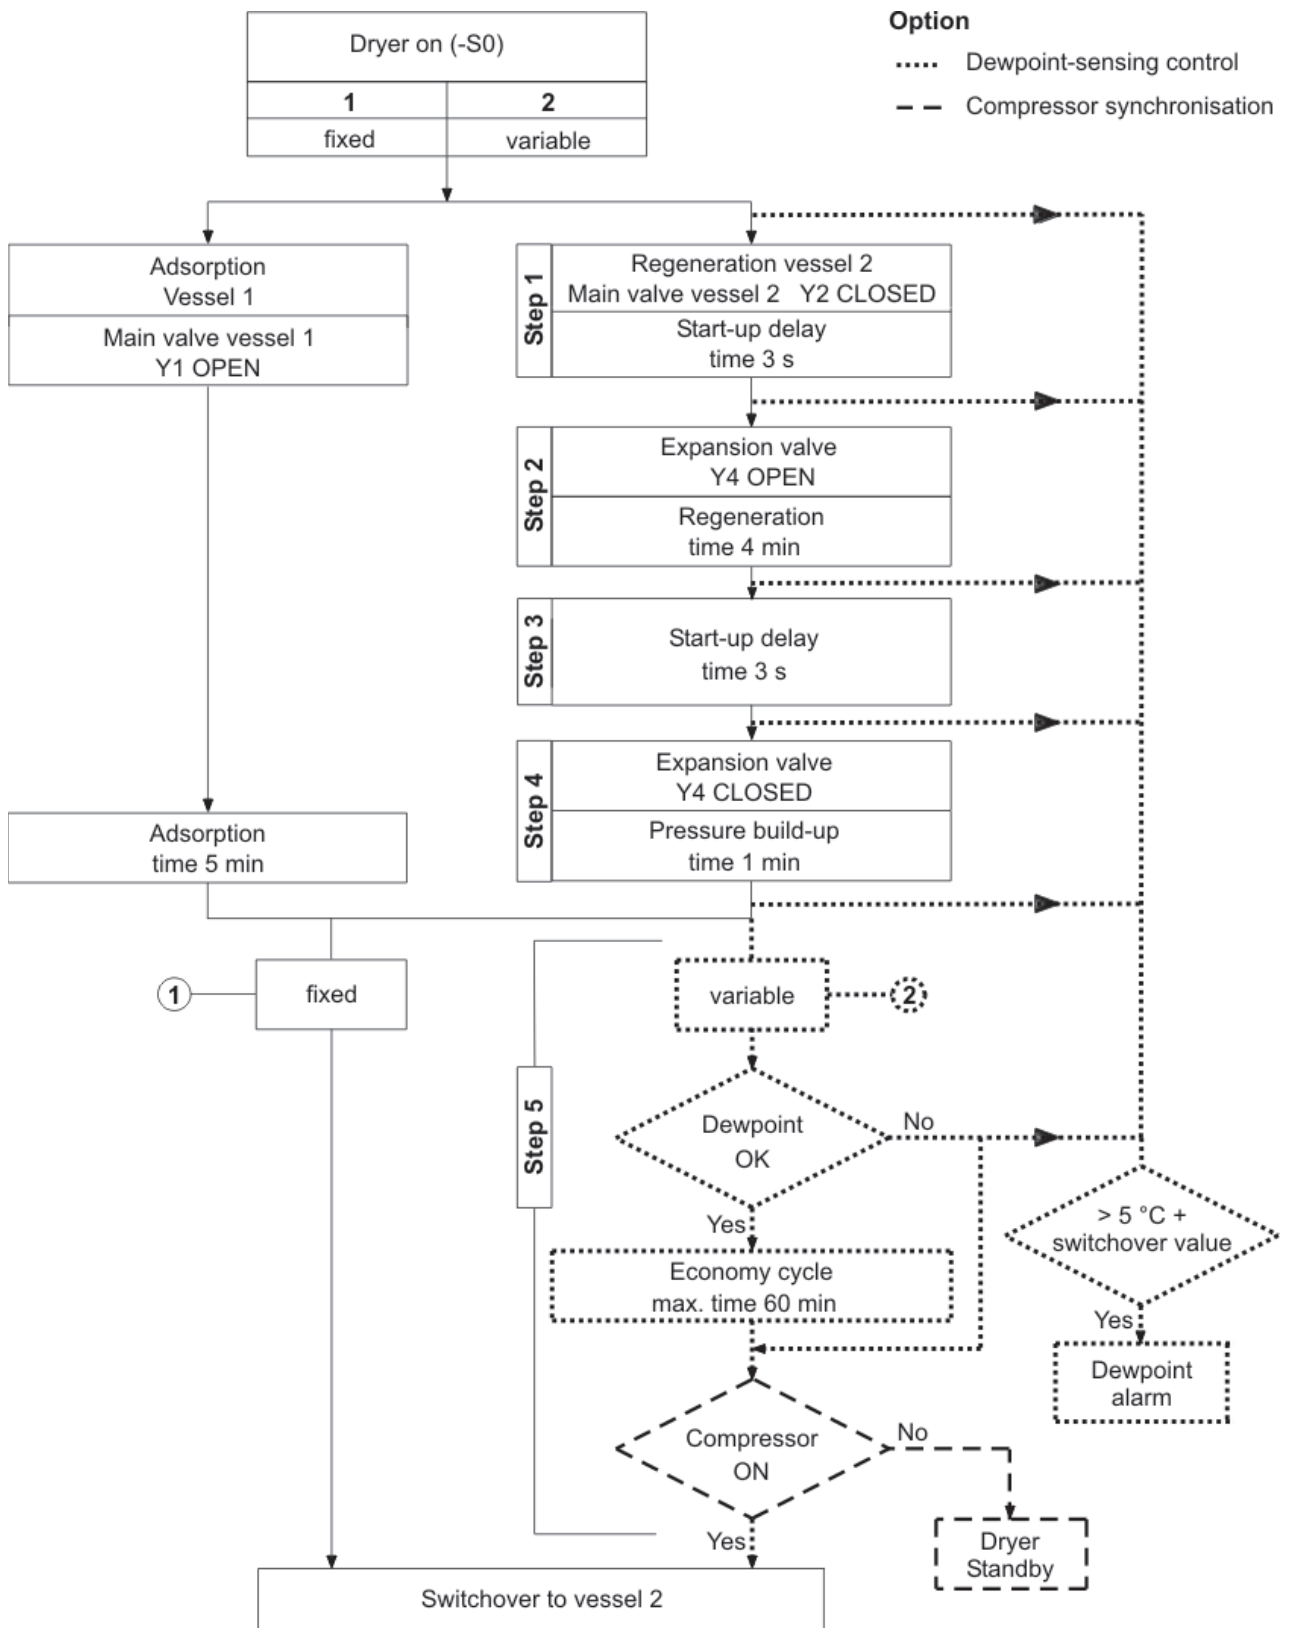 Dryer on (-S0)
1
2
fixed
variable
Option
Dewpoint-sensing control
Compressor synchronisation
Adsorption
Vessel 1
Main valve vessel 1
Y1 OPEN
Step 1
Regeneration vessel 2
Main valve vessel 2 Y2 CLOSED
Start-up delay
time 3 s
Step 2
Expansion valve
Y4 OPEN
Regeneration
time 4 min
Step 3
Start-up delay
time 3 s
Step 4
Expansion valve
Y4 CLOSED
Pressure build-up
time 1 min
Adsorption
time 5 min
1
fixed
variable
2
Step 5
Dewpoint
OK
No
Yes
> 5 °C +
switchover value
Yes
Dewpoint
alarm
Economy cycle
max. time 60 min
Compressor
ON
No
Yes
Dryer
Standby
Switchover to vessel 2